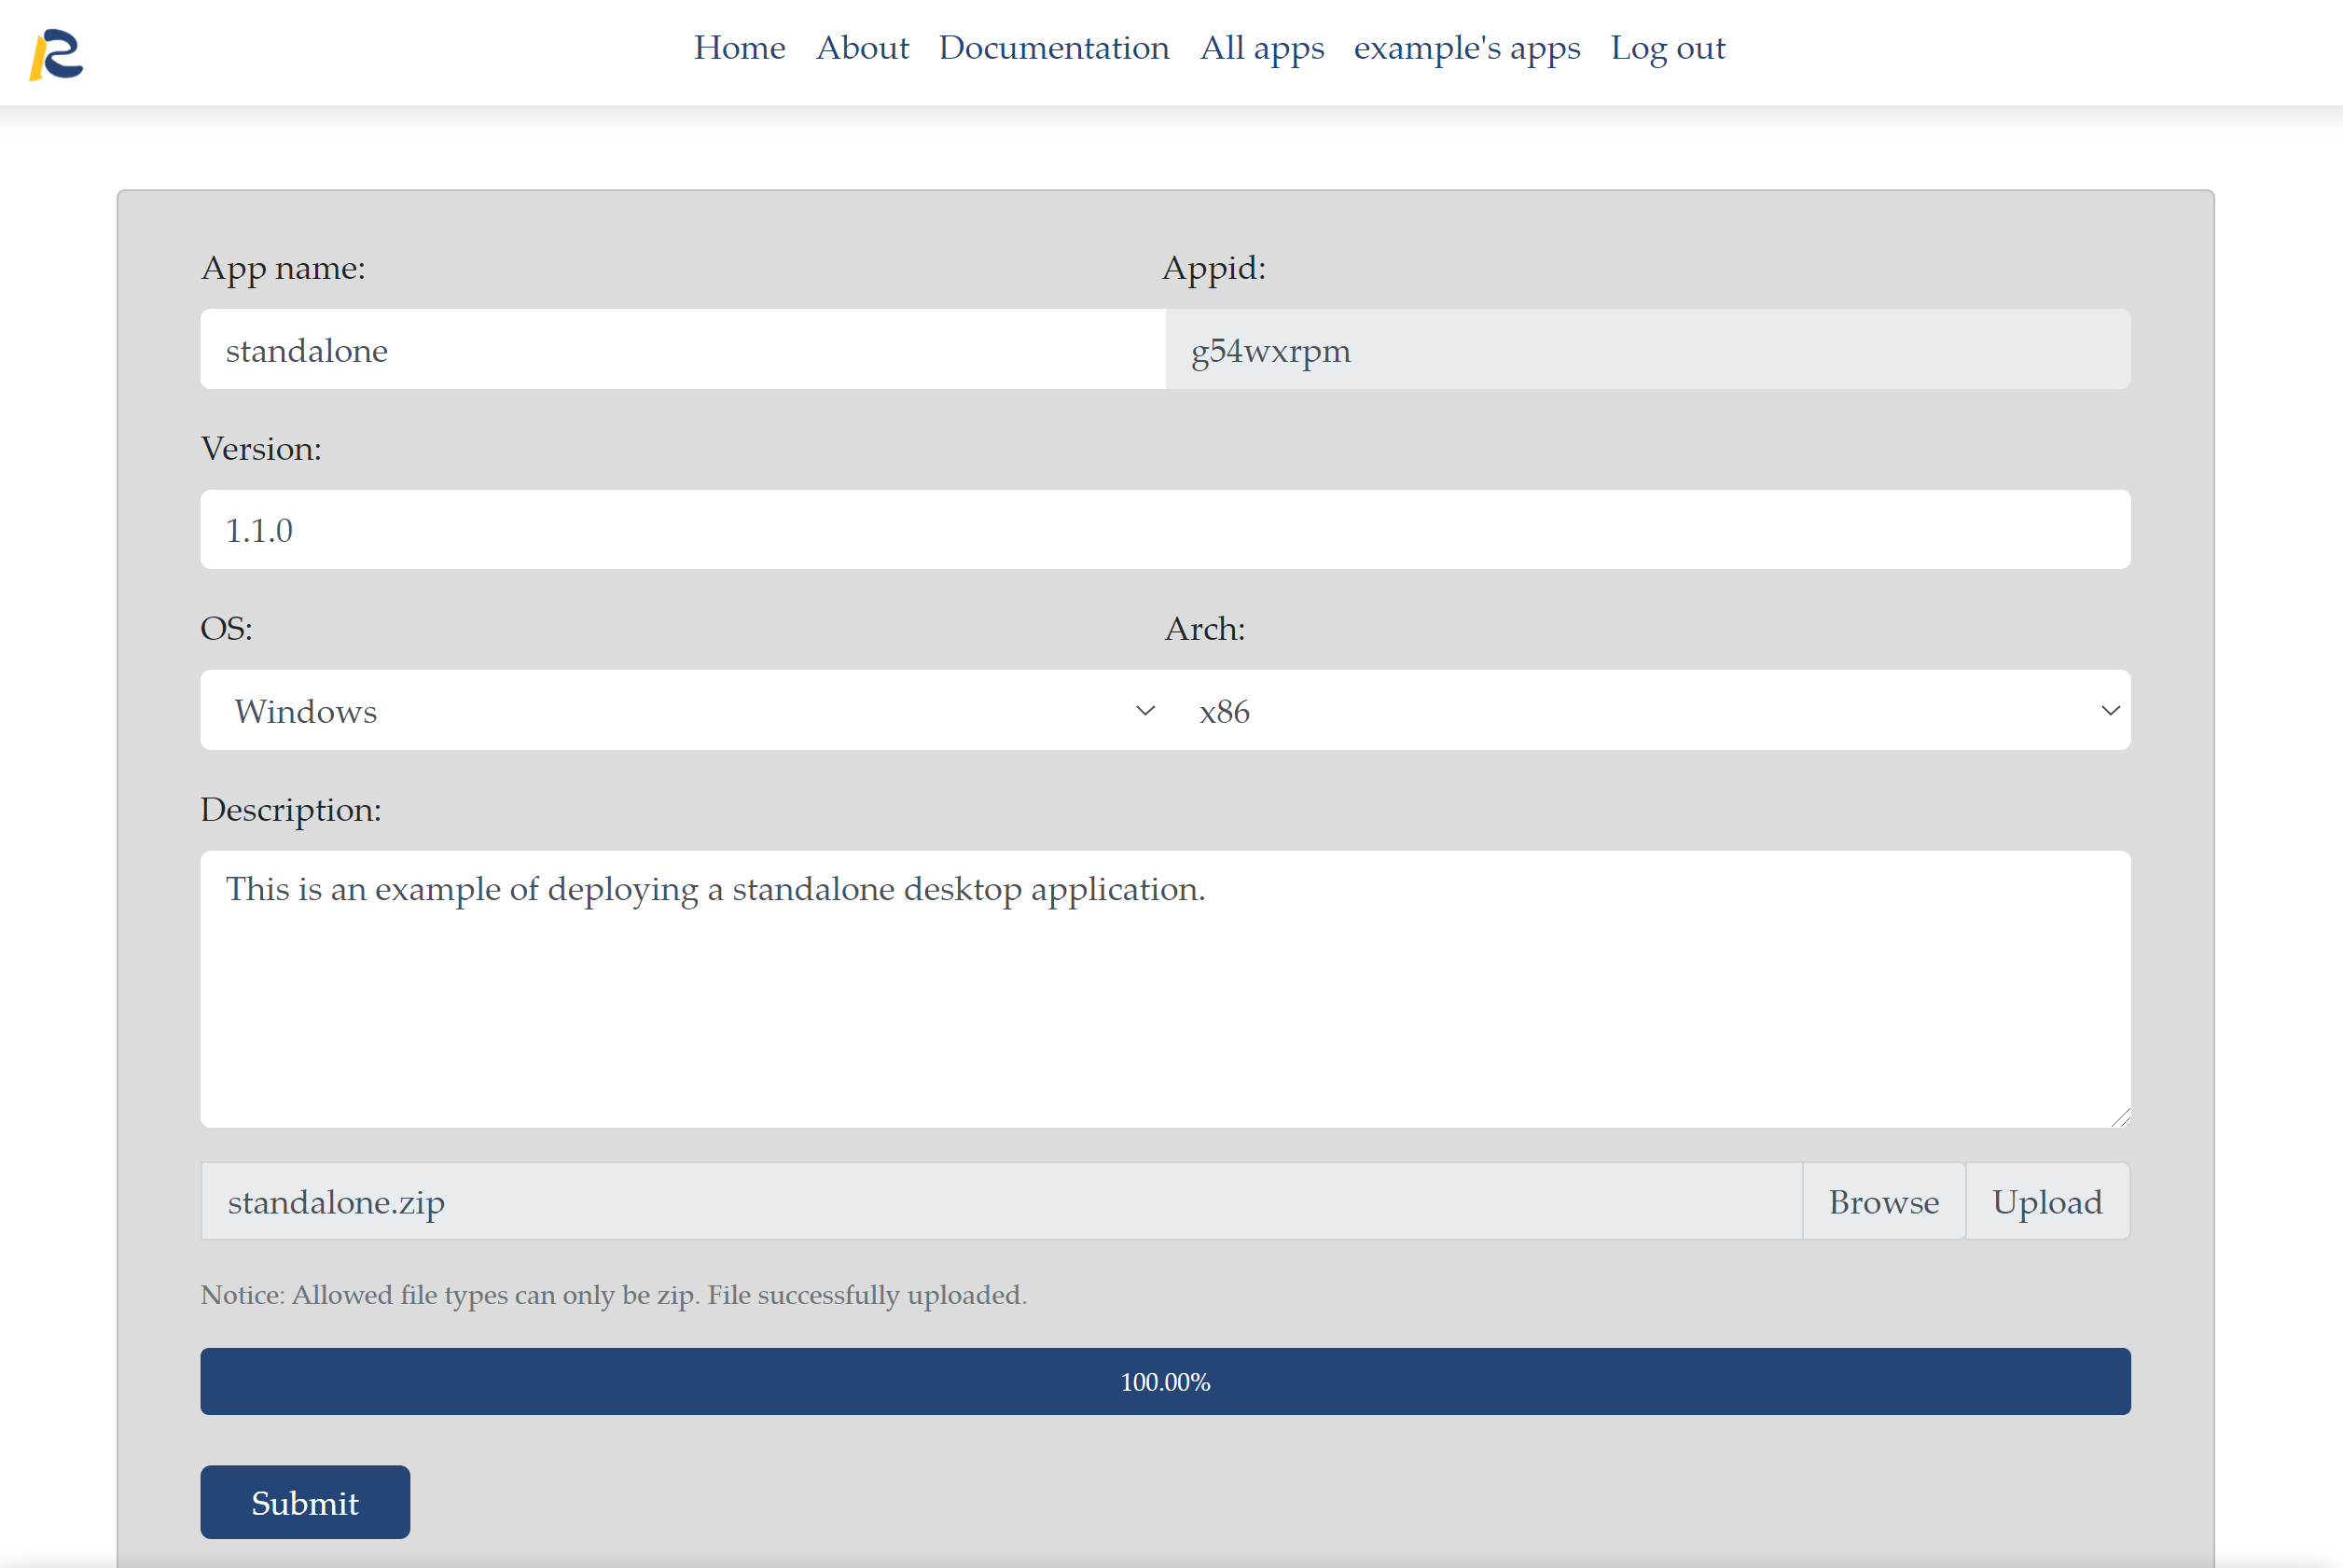 Home About Documentation All apps example's apps Log out
App name: Appid:
standalone g54wxrpm
Version:
1.1.0
OS: Arch:
Windows x86
Description:
This is an example of deploying a standalone desktop application.
standalone.zip Browse Upload
Notice: Allowed file types can only be zip. File successfully uploaded.
100.00%
Submit